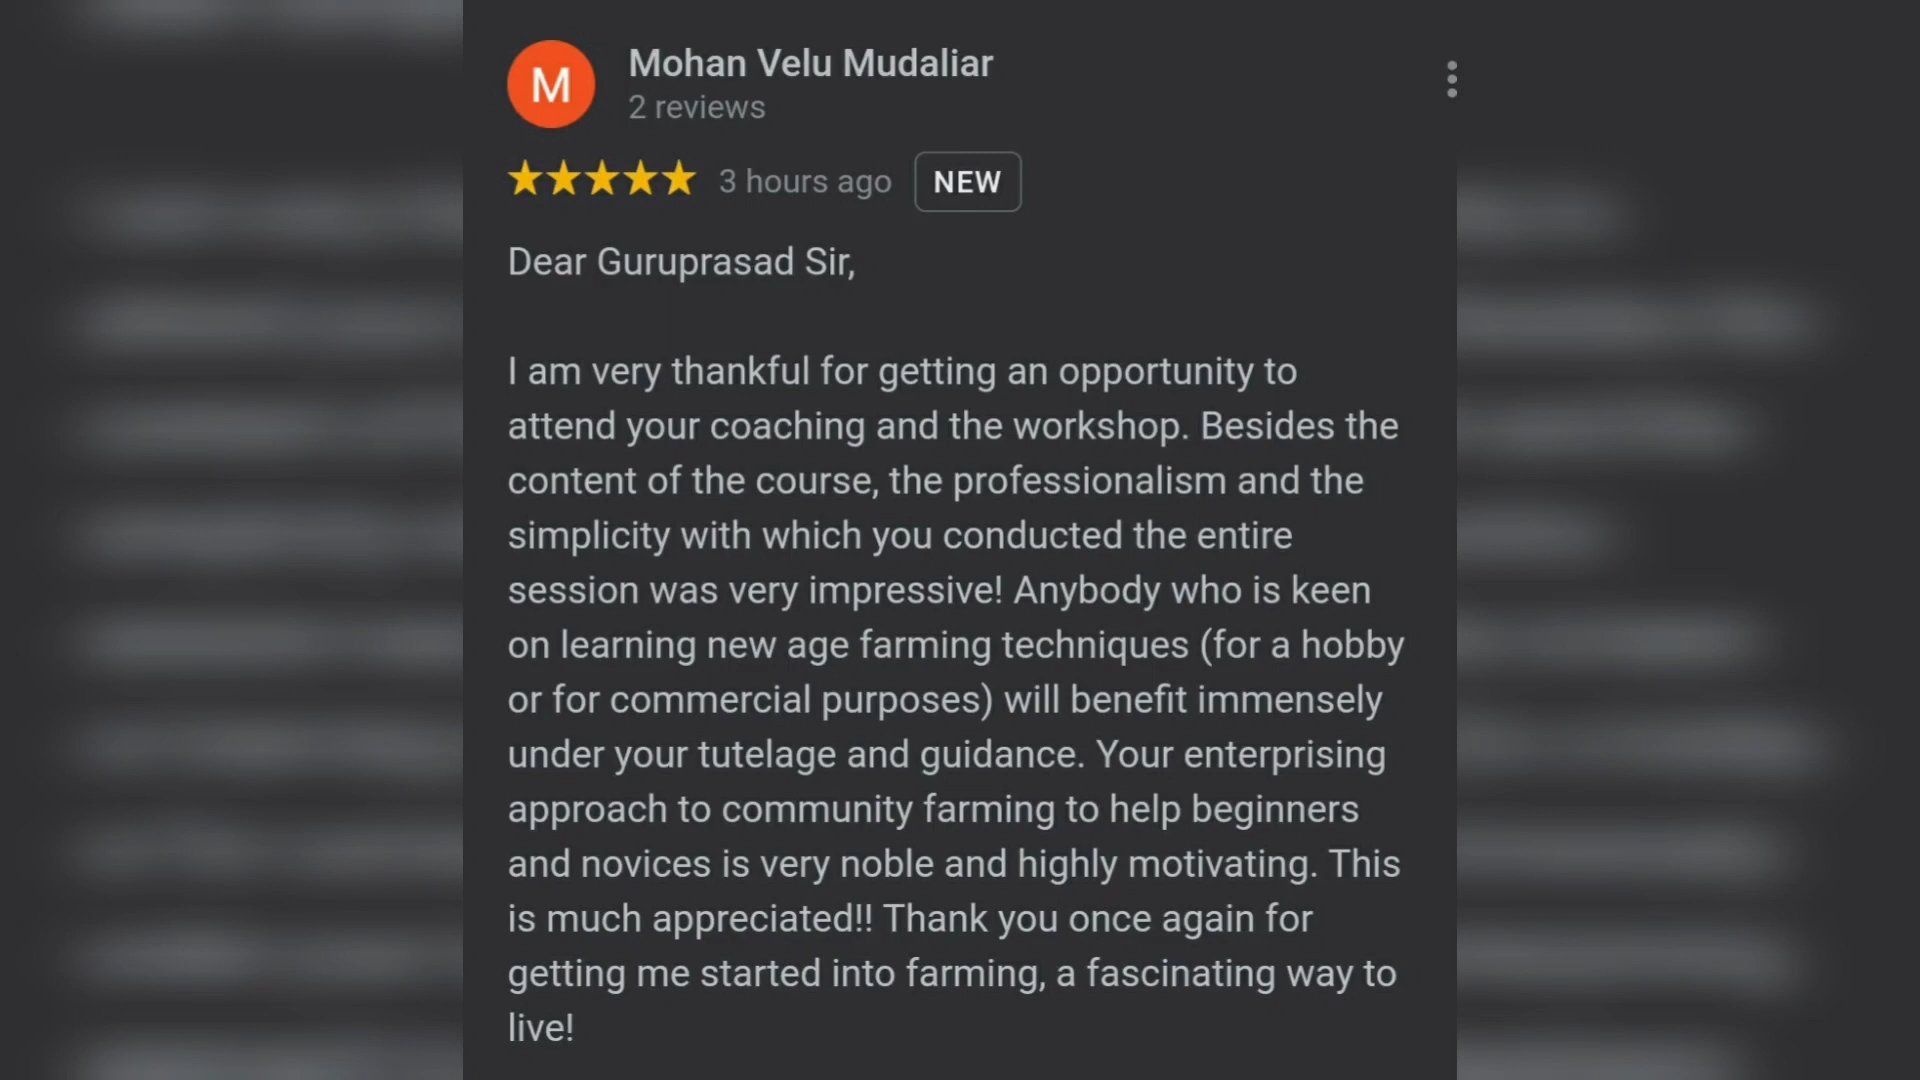 M
Mohan Velu Mudaliar
2 reviews
3 hours ago NEW
Dear Guruprasad Sir,
I am very thankful for getting an opportunity to
attend your coaching and the workshop. Besides the
content of the course, the professionalism and the
simplicity with which you conducted the entire
session was very impressive! Anybody who is keen
on learning new age farming techniques (for a hobby
or for commercial purposes) will benefit immensely
under your tutelage and guidance. Your enterprising
approach to community farming to help beginners
and novices is very noble and highly motivating. This
is much appreciated!! Thank you once again for
getting me started into farming, a fascinating way to
live!